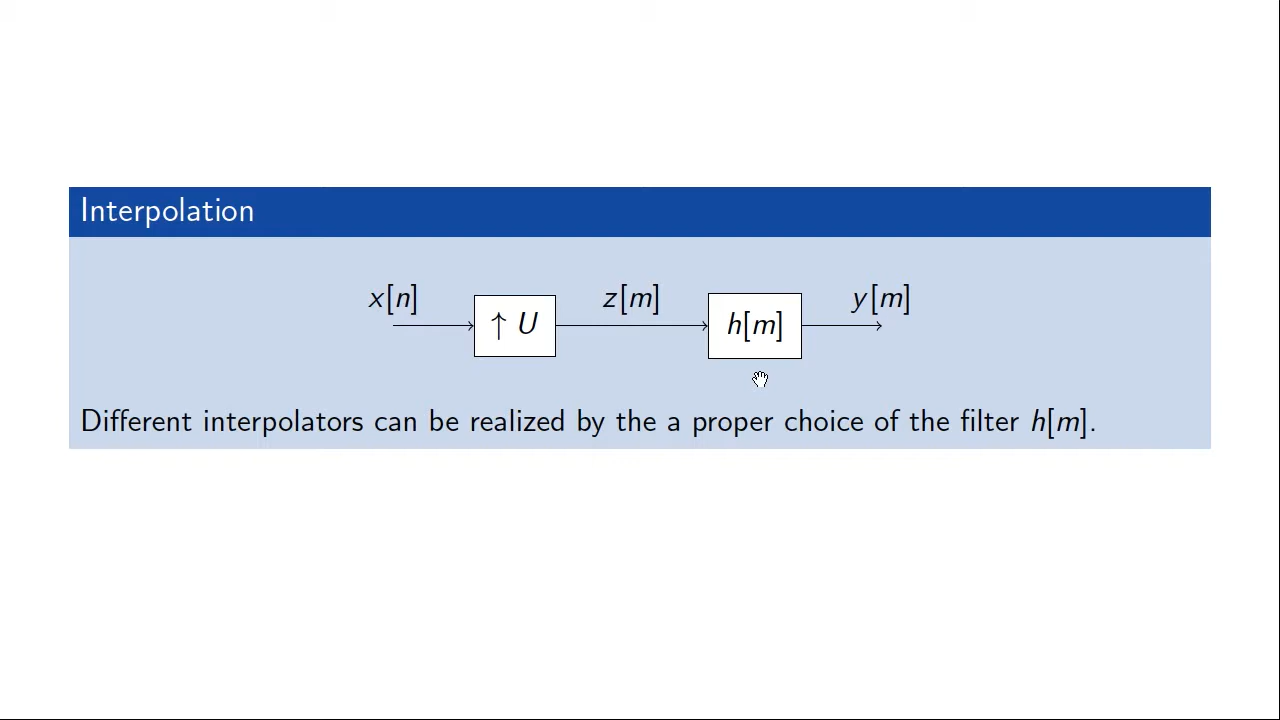 Interpolation
x[n] z[m] y[m]
↑ U h[m]
Different interpolators can be realized by the a proper choice of the filter h[m].